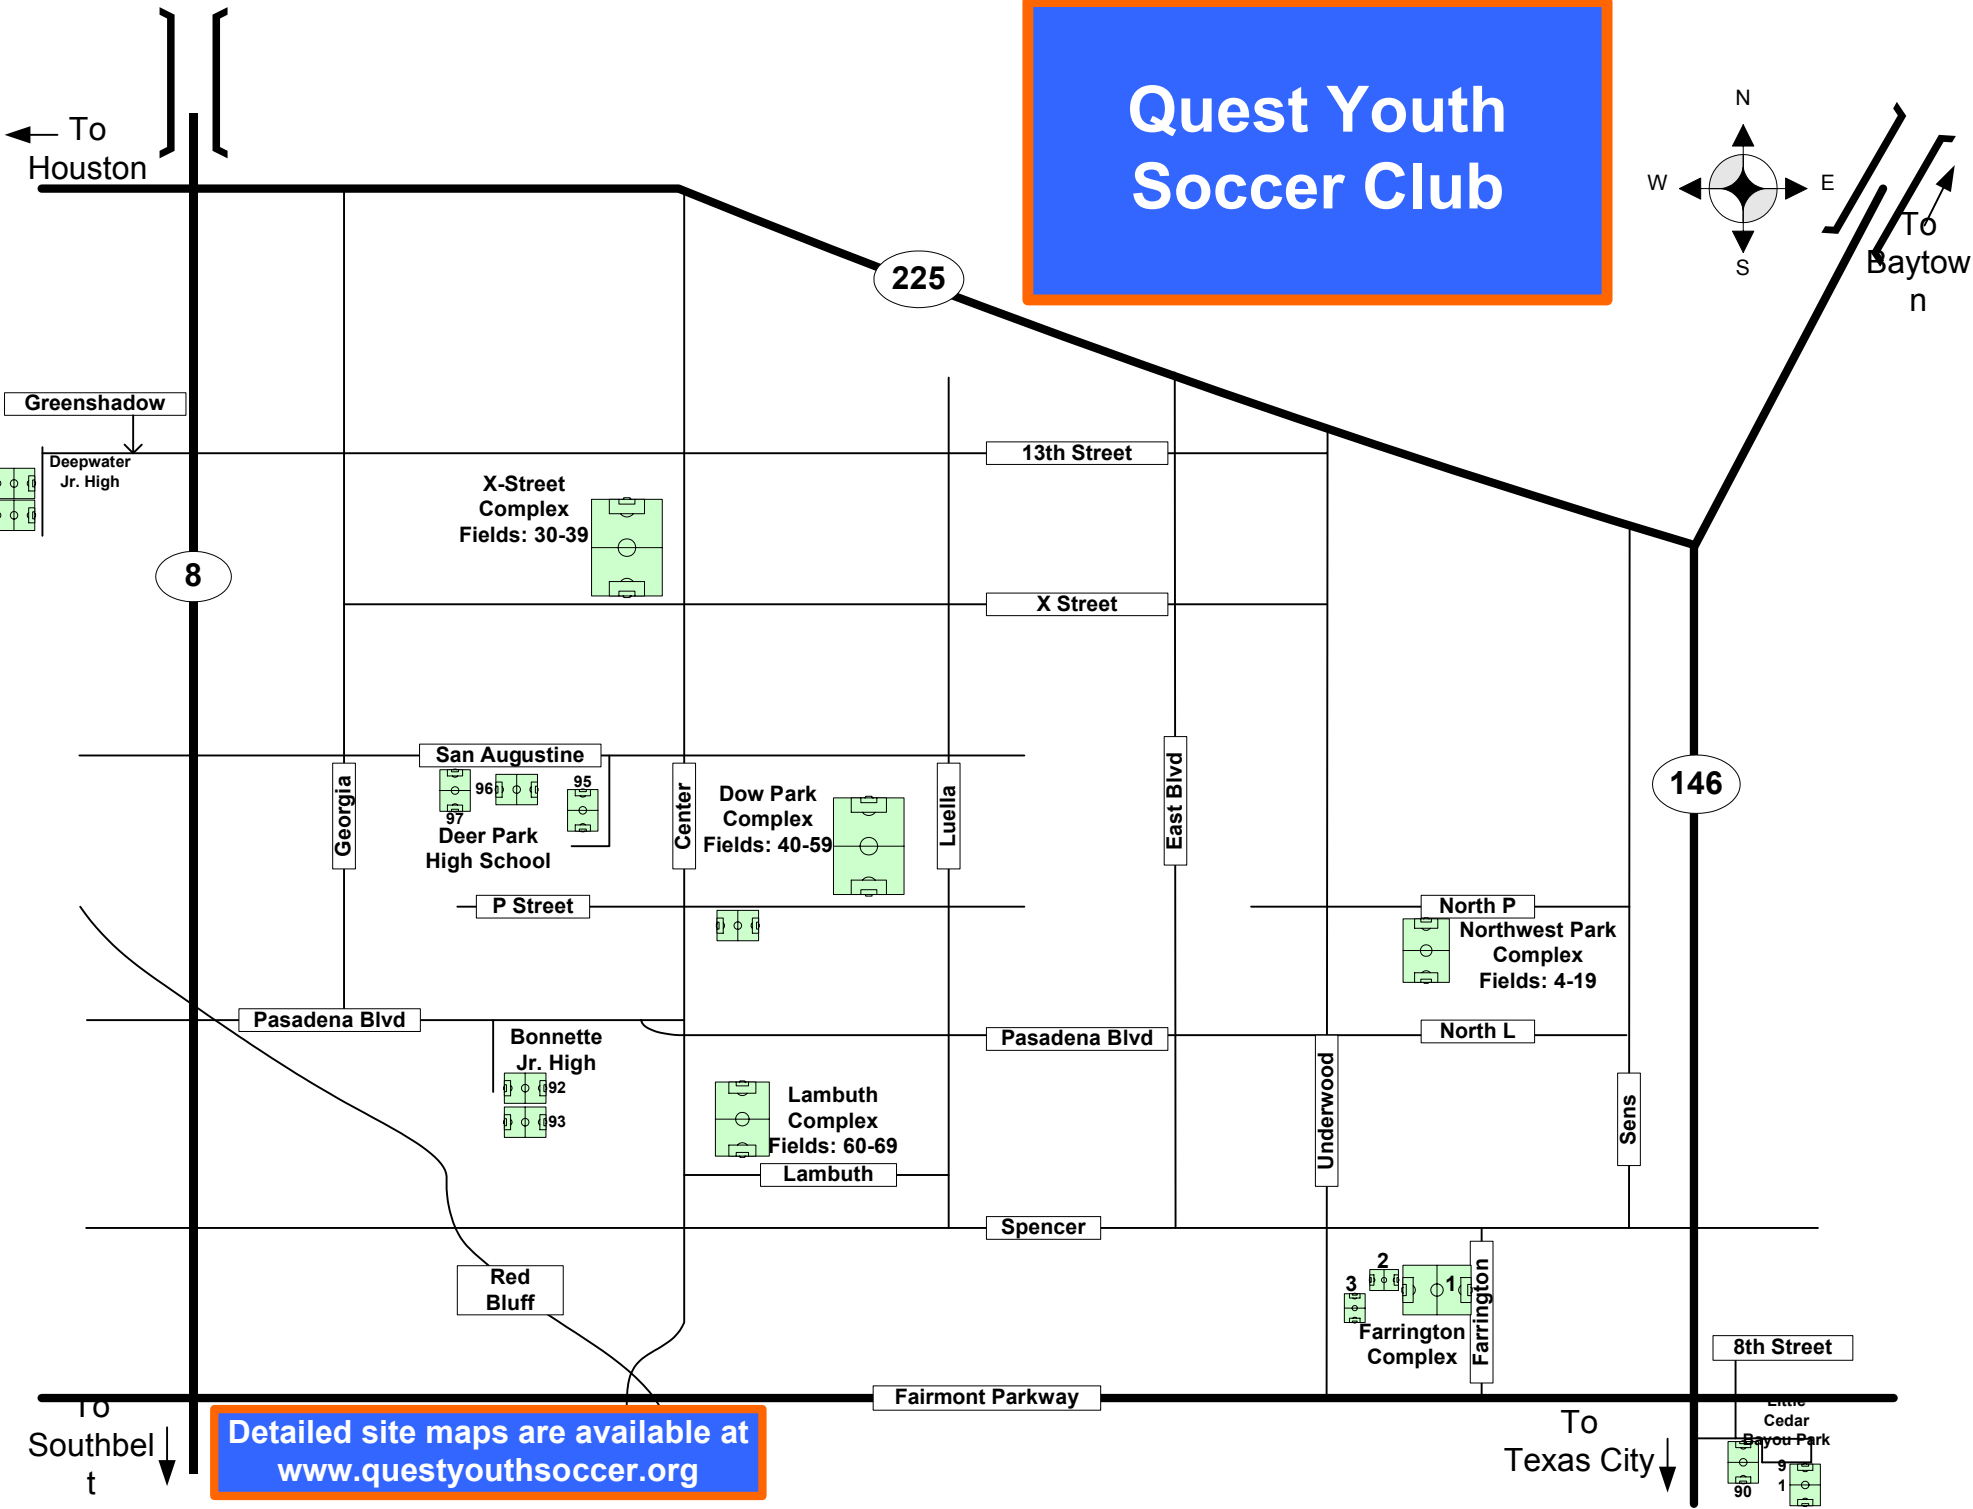 Quest Youth
Soccer Club
N
W
E
S
To
Houston
To
Baytow
n
225
Greenshadow
13th Street
Deepwater
Jr. High
X-Street
Complex
Fields: 30-39
8
X Street
San Augustine
96
95
97
Deer Park
High School
Georgia
Center
Dow Park
Complex
Fields: 40-59
Luella
East Blvd
146
P Street
North P
Northwest Park
Complex
Fields: 4-19
Pasadena Blvd
Pasadena Blvd
North L
Bonnette
Jr. High
92
93
Lambuth
Complex
Fields: 60-69
Lambuth
Underwood
Sens
Spencer
Red
Bluff
2
3
1
Farrington
Complex
Farrington
8th Street
Fairmont Parkway
Little
Cedar
Bayou Park
9
1
90
To
Southbel
t
Detailed site maps are available at
www.questyouthsoccer.org
To
Texas City